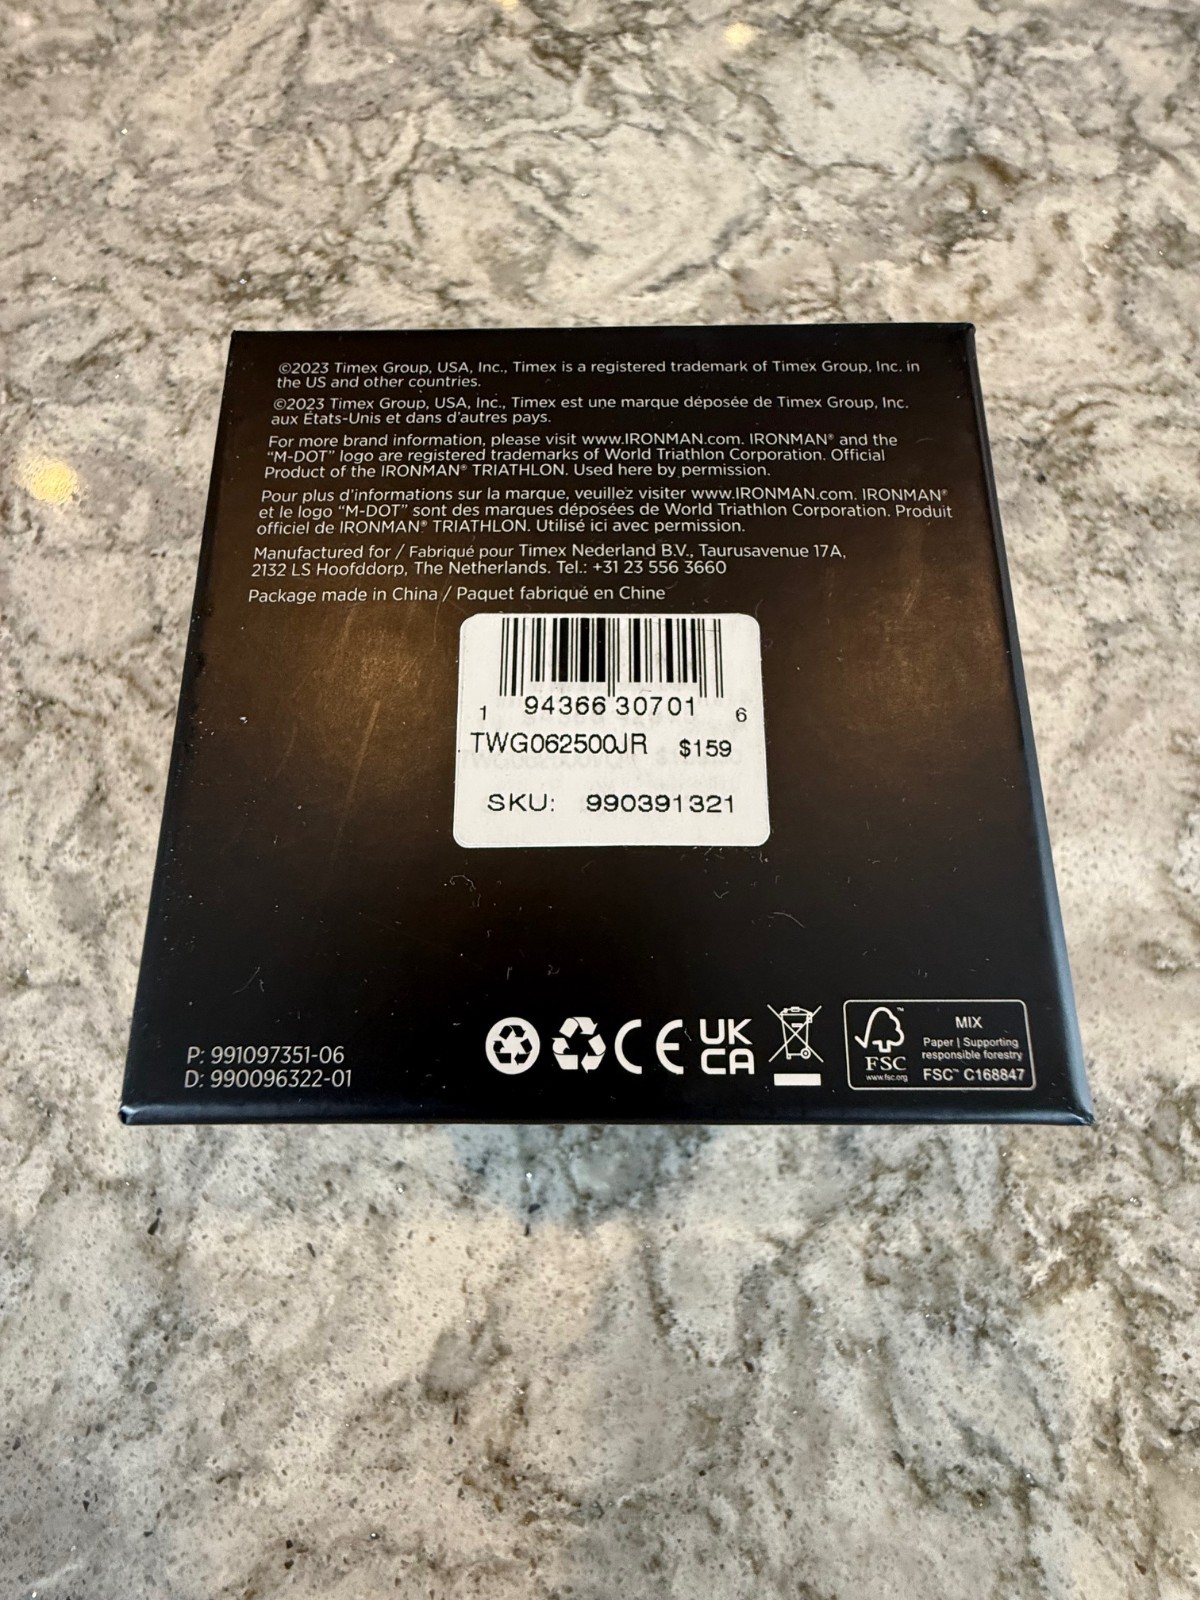 ©2023 Timex Group, USA, Inc., Timex is a registered trademark of Timex Group, Inc. in
the US and other countries.
©2023 Timex Group, USA, Inc., Timex est une marque déposée de Timex Group, Inc.
aux États-Unis et dans d'autres pays.
For more brand information, please visit www.IRONMAN.com. IRONMAN® and the
“M-DOT” logo are registered trademarks of World Triathlon Corporation. Official
Product of the IRONMAN® TRIATHLON. Used here by permission.
Pour plus d'informations sur la marque, veuillez visiter www.IRONMAN.com. IRONMAN®
et le logo “M-DOT” sont des marques déposées de World Triathlon Corporation. Produit
officiel de IRONMAN® TRIATHLON. Utilisé ici avec permission.
Manufactured for / Fabriqué pour Timex Nederland B.V., Taurusavenue 17A,
2132 LS Hoofddorp, The Netherlands. Tel.: +31 23 556 3660
Package made in China / Paquet fabriqué en Chine
1 94366 30701 6
TWG062500JR $159
SKU: 990391321
P: 991097351-06
D: 990096322-01
CE
UK
CA
FSC™
www.fsc.org
MIX
Paper | Supporting
responsible forestry
FSC™ C168847